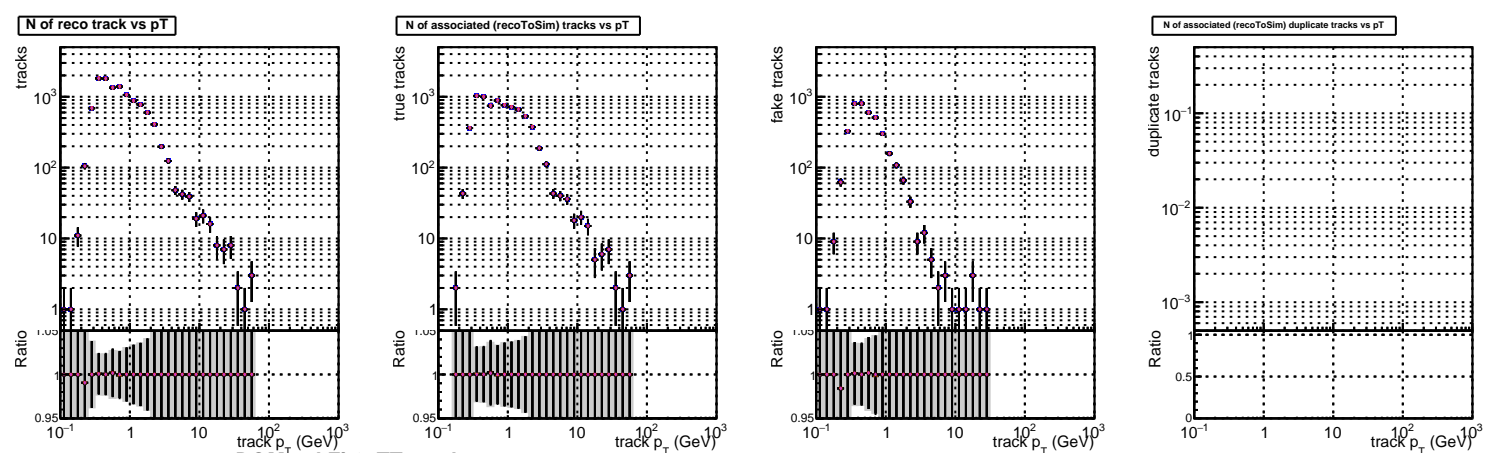 N of reco track vs pT
tracks
10³
10²
10
1
Ratio
1.05
1
0.95
10⁻¹ 1 10 10² 10³
track p_T (GeV)
N of associated (recoToSim) tracks vs pT
true tracks
10³
10²
10
1
Ratio
1.05
1
0.95
10⁻¹ 1 10 10² 10³
track p_T (GeV)
fake tracks
10³
10²
10
1
Ratio
1.05
1
0.95
10⁻¹ 1 10 10² 10³
track p_T (GeV)
N of associated (recoToSim) duplicate tracks vs pT
duplicate tracks
10⁻¹
10⁻²
10⁻³
Ratio
1
0.5
0
10⁻¹ 1 10 10² 10³
track p_T (GeV)